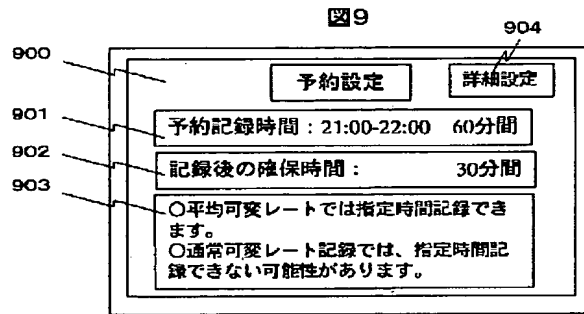 図9
904
900
予約設定
詳細設定
901
予約記録時間：21:00-22:00 60分間
902
記録後の確保時間： 30分間
903
○平均可変レートでは指定時間記録でき
ます。
○通常可変レート記録では、指定時間記
録できない可能性があります。